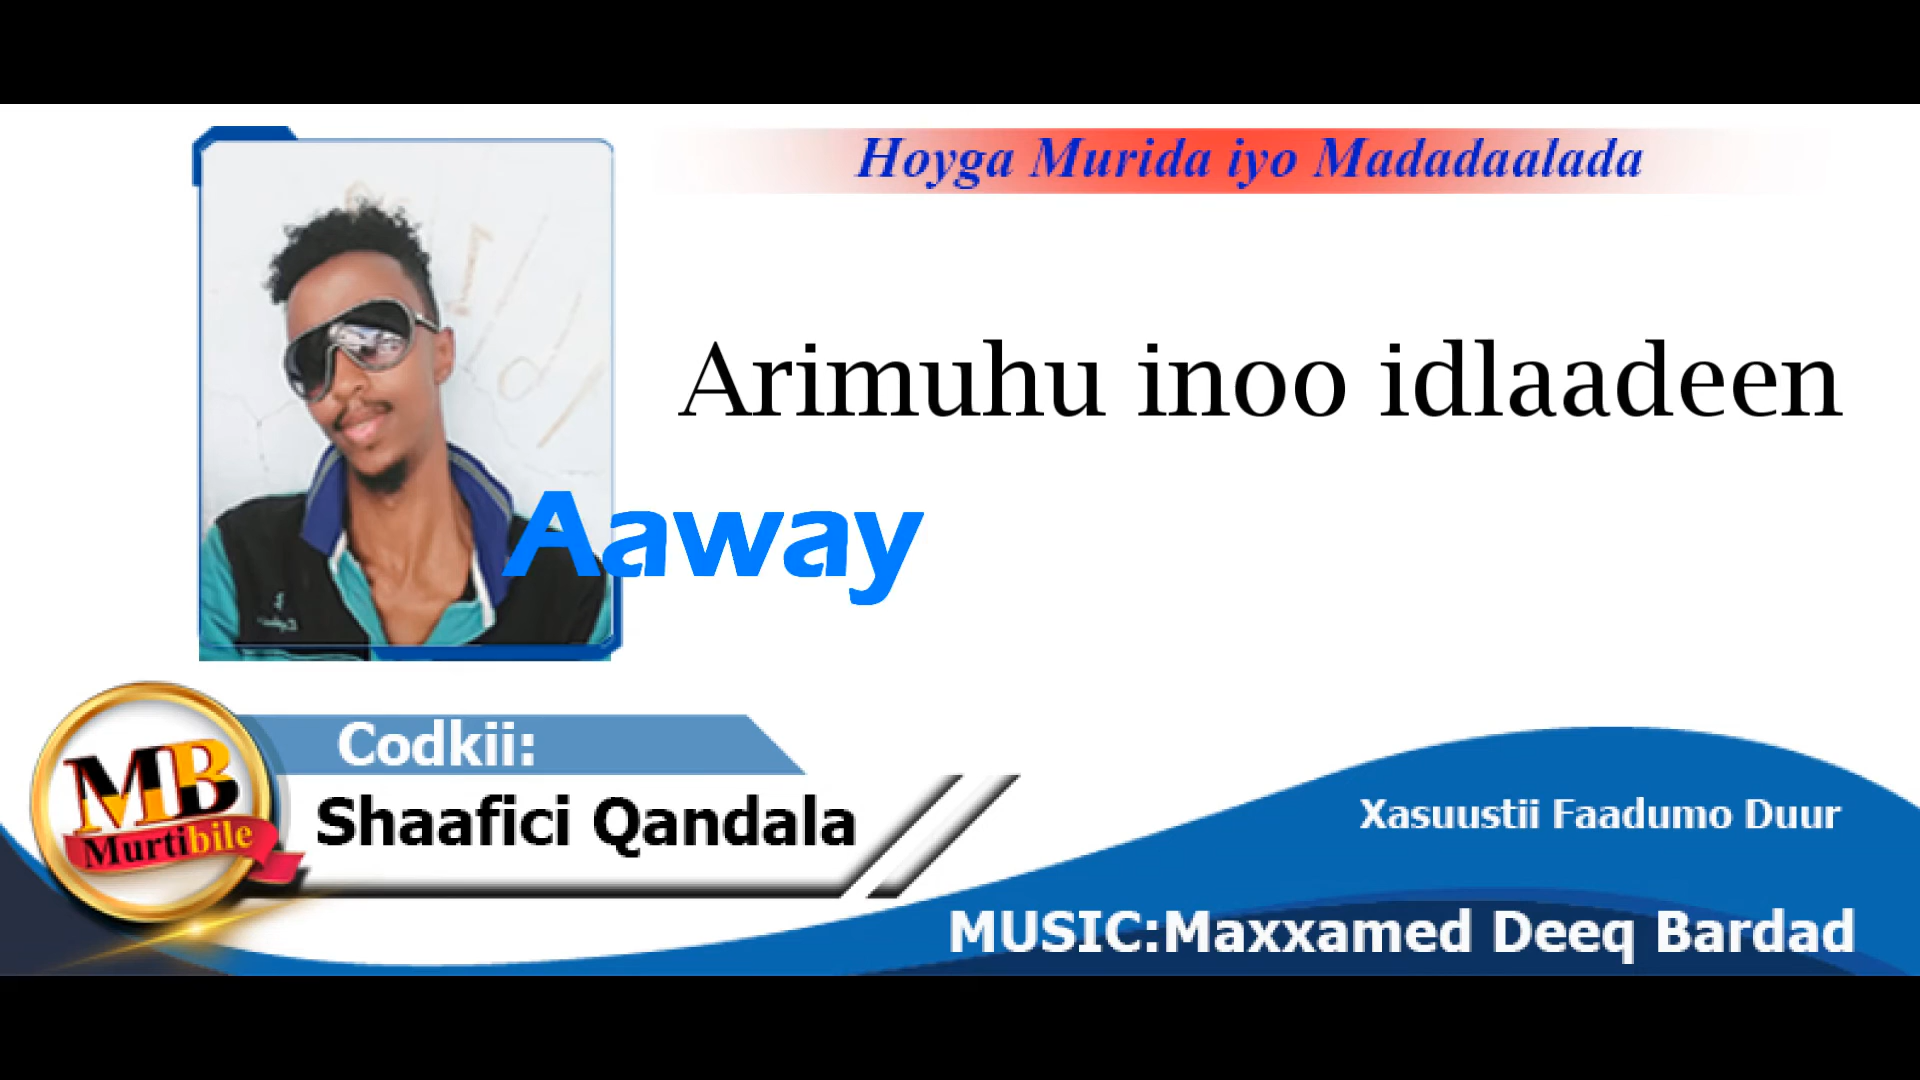 Hoyga Murida iyo Madadaalada
Arimuhu inoo idlaadeen
Aaway
MB
Murtibile
Codkii:
Shaafici Qandala
Xasuustii Faadumo Duur
MUSIC:Maxxamed Deeq Bardad